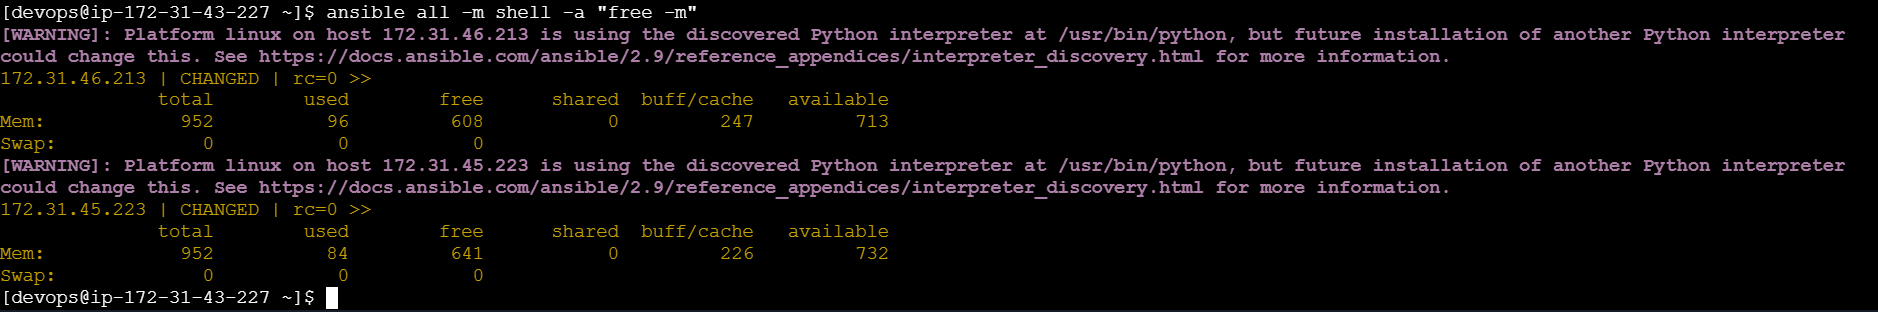 [devops@ip-172-31-43-227 ~]$ ansible all -m shell -a "free -m"
[WARNING]: Platform linux on host 172.31.46.213 is using the discovered Python interpreter at /usr/bin/python, but future installation of another Python interpreter
could change this. See https://docs.ansible.com/ansible/2.9/reference_appendices/interpreter_discovery.html for more information.
172.31.46.213 | CHANGED | rc=0 >>
              total        used        free      shared  buff/cache   available
Mem:            952          96         608           0         247         713
Swap:             0           0           0
[WARNING]: Platform linux on host 172.31.45.223 is using the discovered Python interpreter at /usr/bin/python, but future installation of another Python interpreter
could change this. See https://docs.ansible.com/ansible/2.9/reference_appendices/interpreter_discovery.html for more information.
172.31.45.223 | CHANGED | rc=0 >>
              total        used        free      shared  buff/cache   available
Mem:            952          84         641           0         226         732
Swap:             0           0           0
[devops@ip-172-31-43-227 ~]$